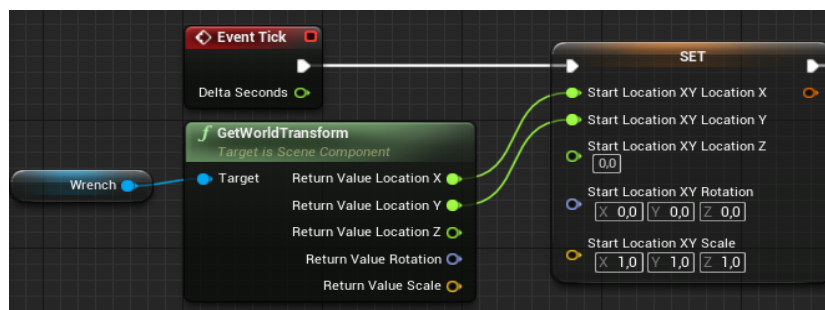 Event Tick
Delta Seconds
f GetWorldTransform
Target is Scene Component
Wrench
Target
Return Value Location X
Return Value Location Y
Return Value Location Z
Return Value Rotation
Return Value Scale
SET
Start Location XY Location X
Start Location XY Location Y
Start Location XY Location Z
0,0
Start Location XY Rotation
X 0,0 Y 0,0 Z 0,0
Start Location XY Scale
X 1,0 Y 1,0 Z 1,0